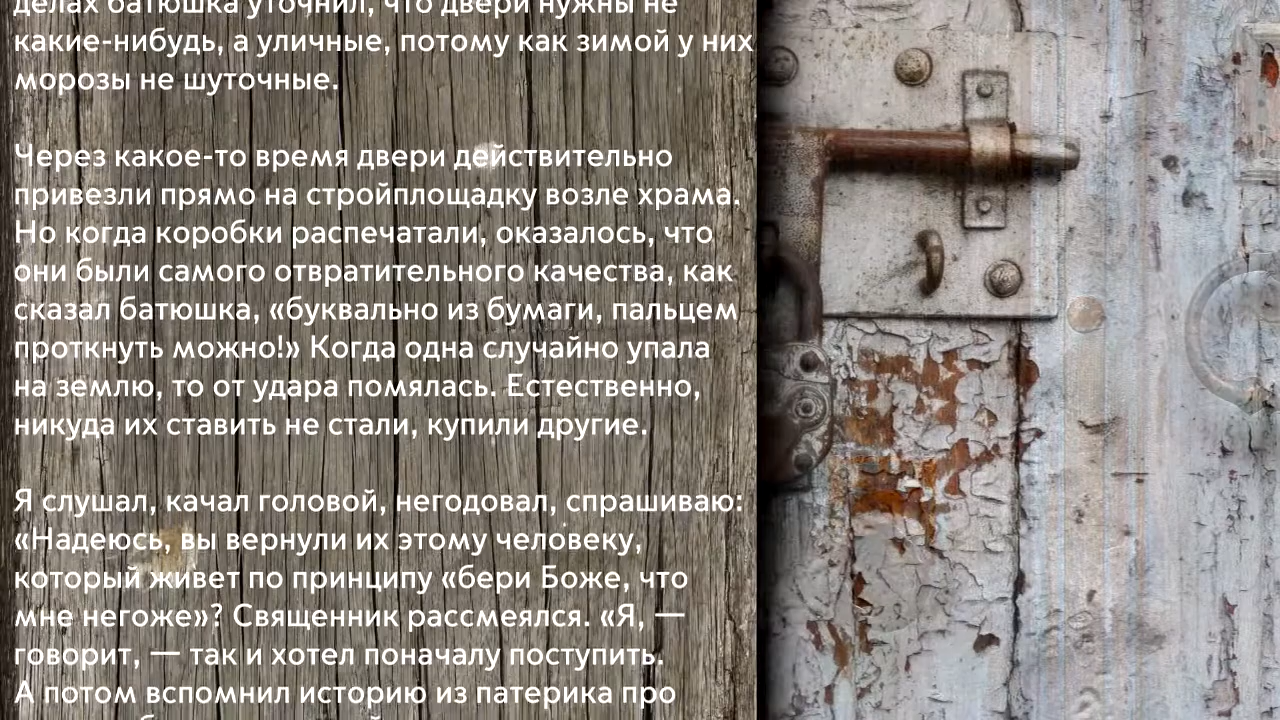 делах батюшка уточнил, что двери нужны не
какие-нибудь, а уличные, потому как зимой у них
морозы не шуточные.
Через какое-то время двери действительно
привезли прямо на стройплощадку возле храма.
Но когда коробки распечатали, оказалось, что
они были самого отвратительного качества, как
сказал батюшка, «буквально из бумаги, пальцем
проткнуть можно!» Когда одна случайно упала
на землю, то от удара помялась. Естественно,
никуда их ставить не стали, купили другие.
Я слушал, качал головой, негодовал, спрашиваю:
«Надеюсь, вы вернули их этому человеку,
который живет по принципу «бери Боже, что
мне негоже»? Священник рассмеялся. «Я, —
говорит, — так и хотел поначалу поступить.
А потом вспомнил историю из патерика про